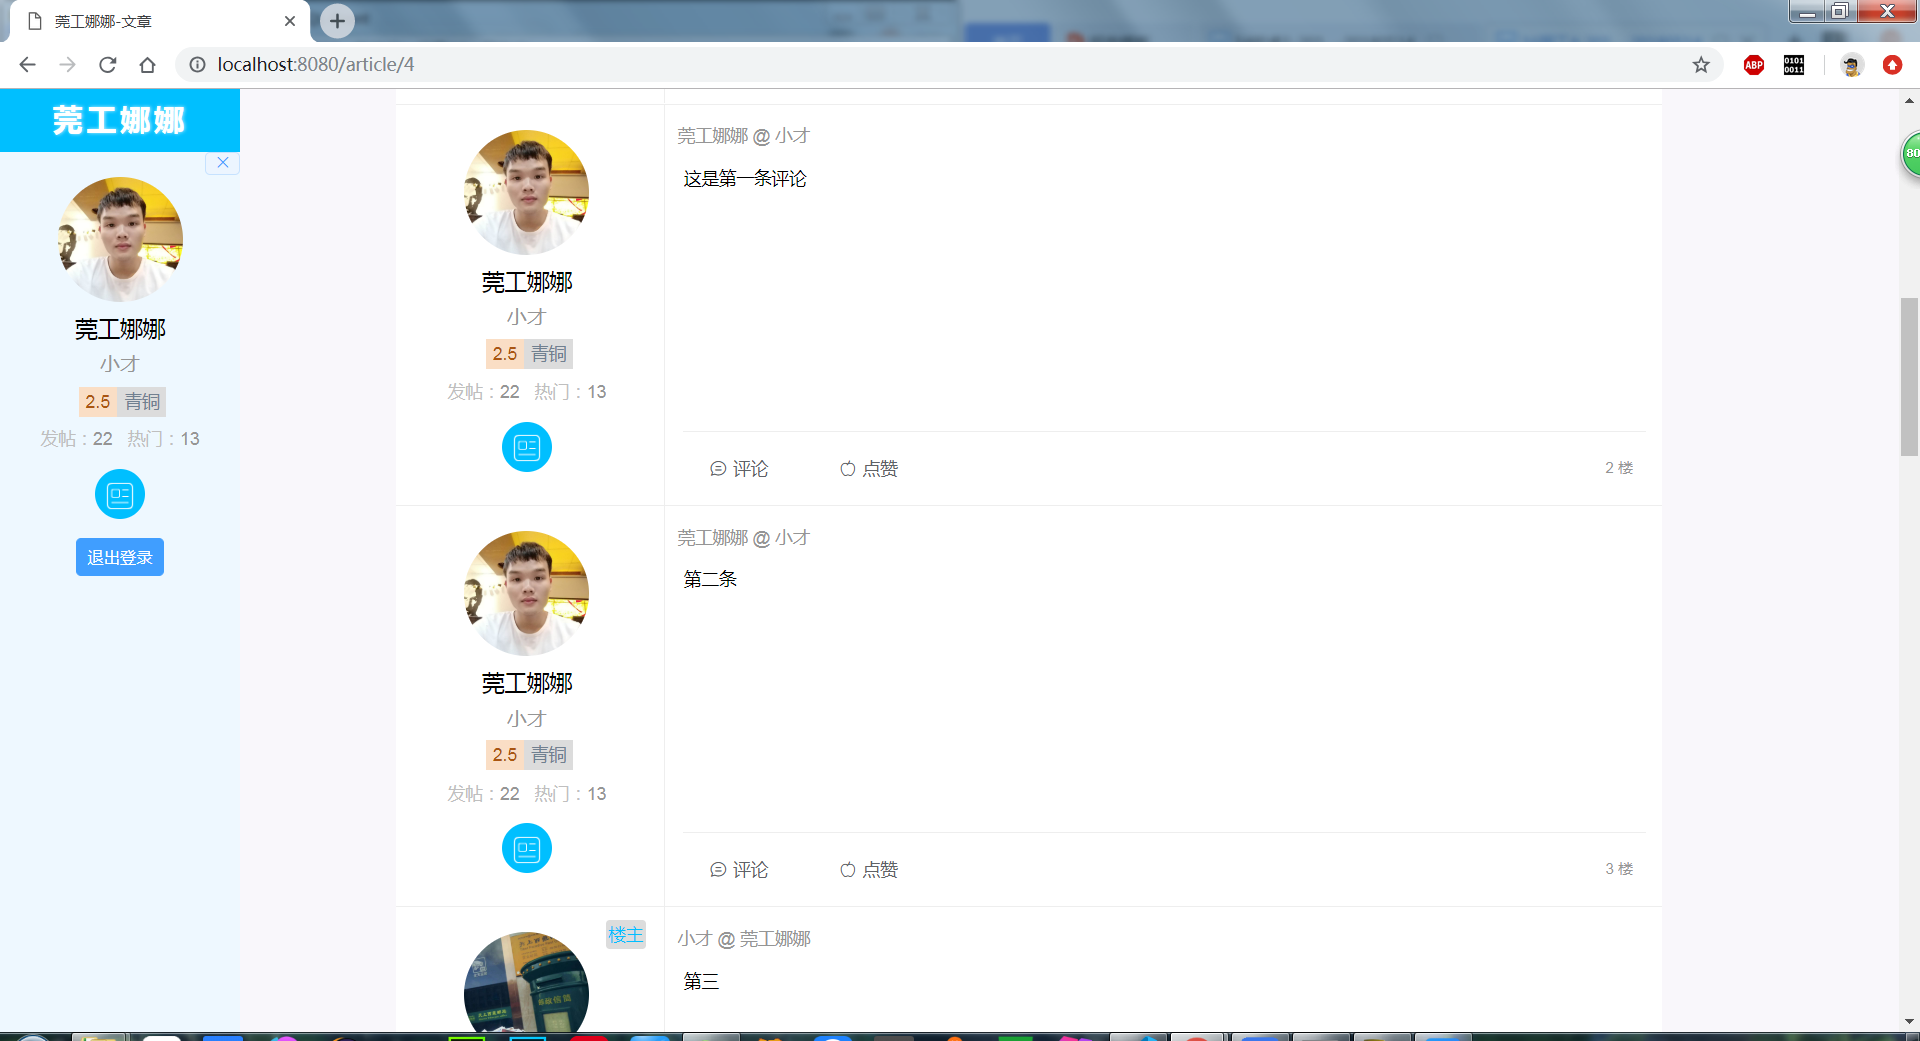 莞工娜娜-文章
localhost:8080/article/4
ABP
0101
0011
80
莞工娜娜
莞工娜娜
小才
2.5 青铜
发帖：22 热门：13
退出登录
莞工娜娜 @ 小才
这是第一条评论
莞工娜娜
小才
2.5 青铜
发帖：22 热门：13
评论 点赞 2 楼
莞工娜娜 @ 小才
第二条
莞工娜娜
小才
2.5 青铜
发帖：22 热门：13
评论 点赞 3 楼
楼主
小才 @ 莞工娜娜
第三